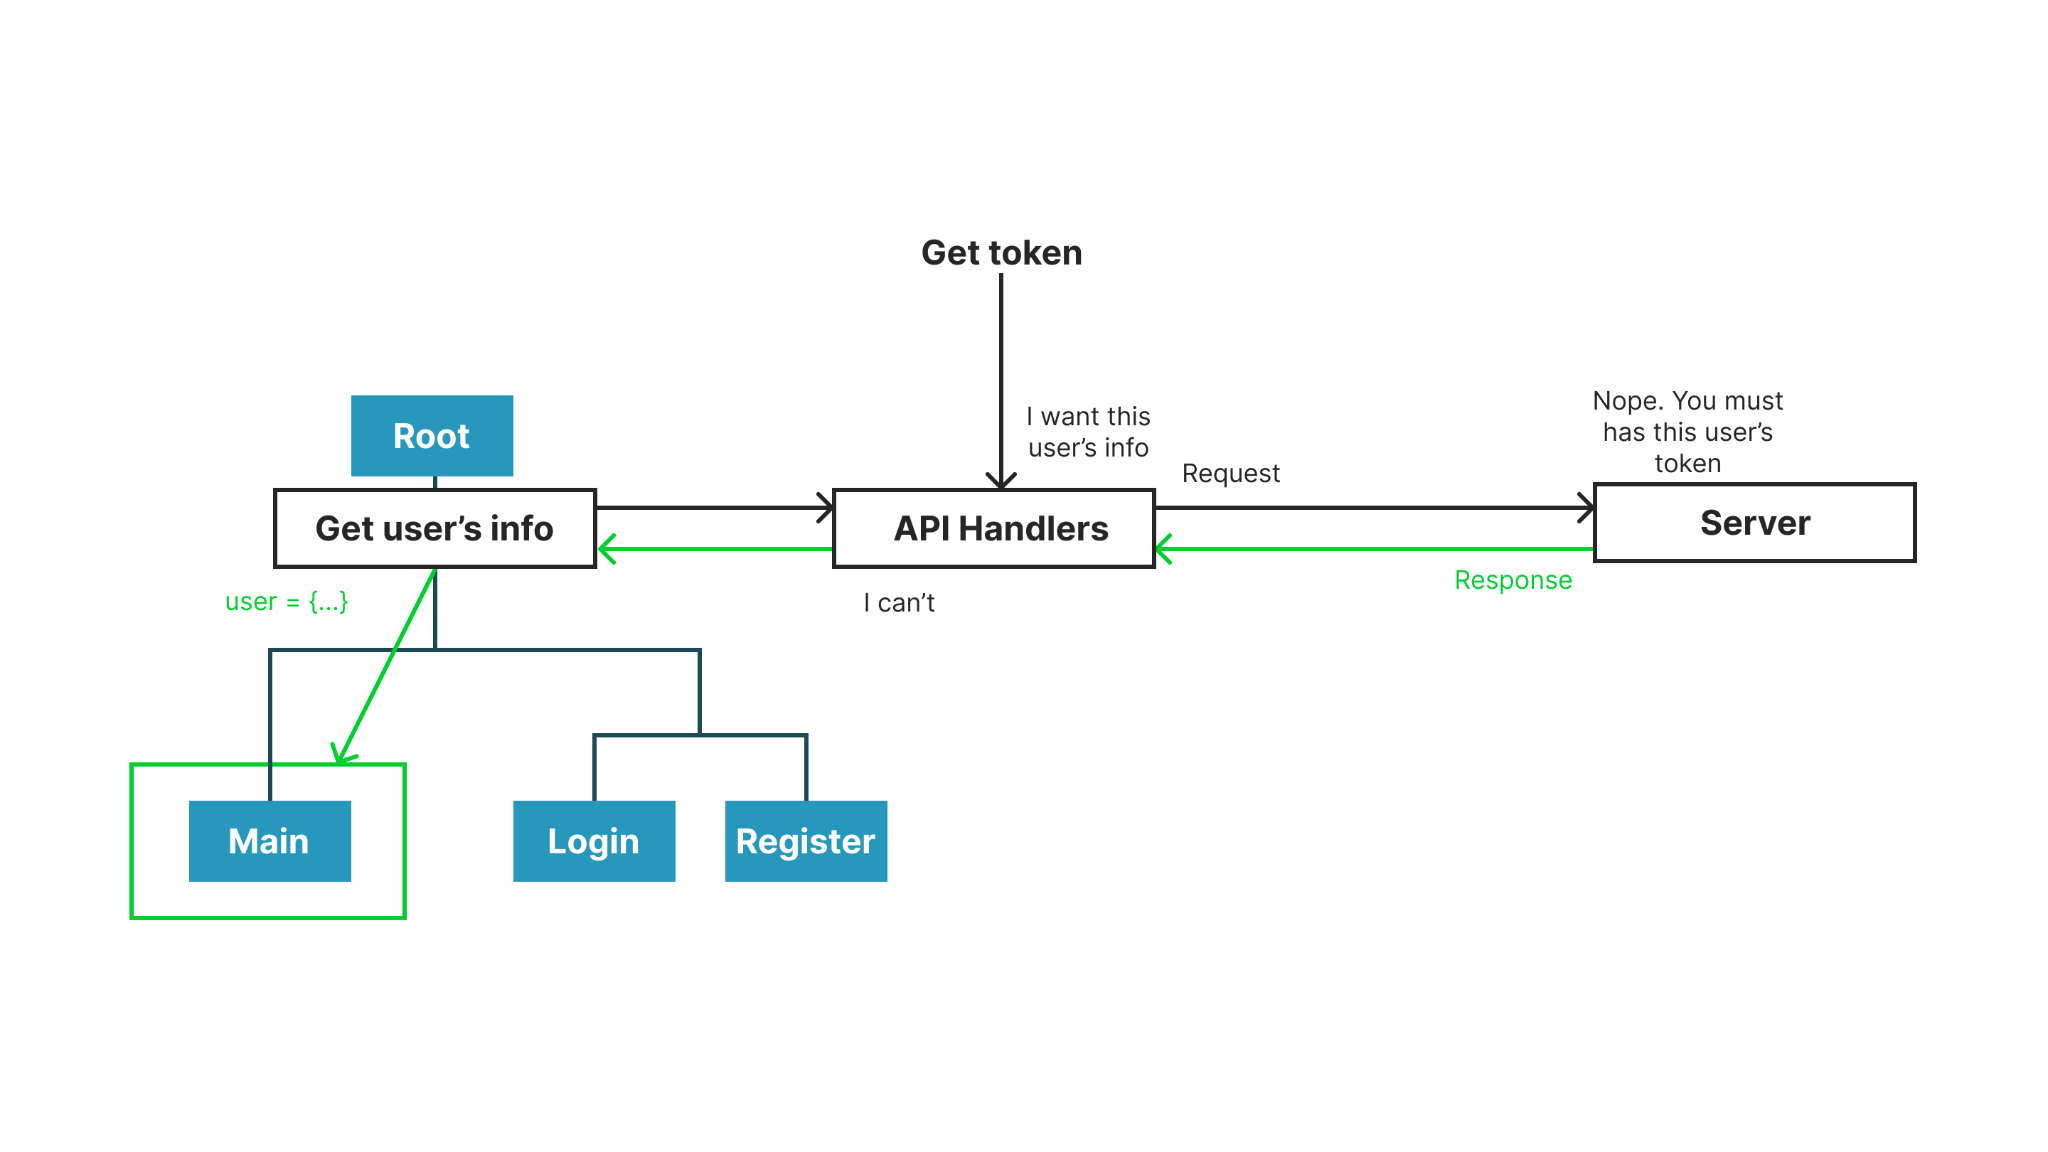 Get token
I want this
user’s info
Nope. You must
has this user’s
token
Root
Request
Get user’s info
API Handlers
Server
Response
user = {...}
I can’t
Main
Login
Register